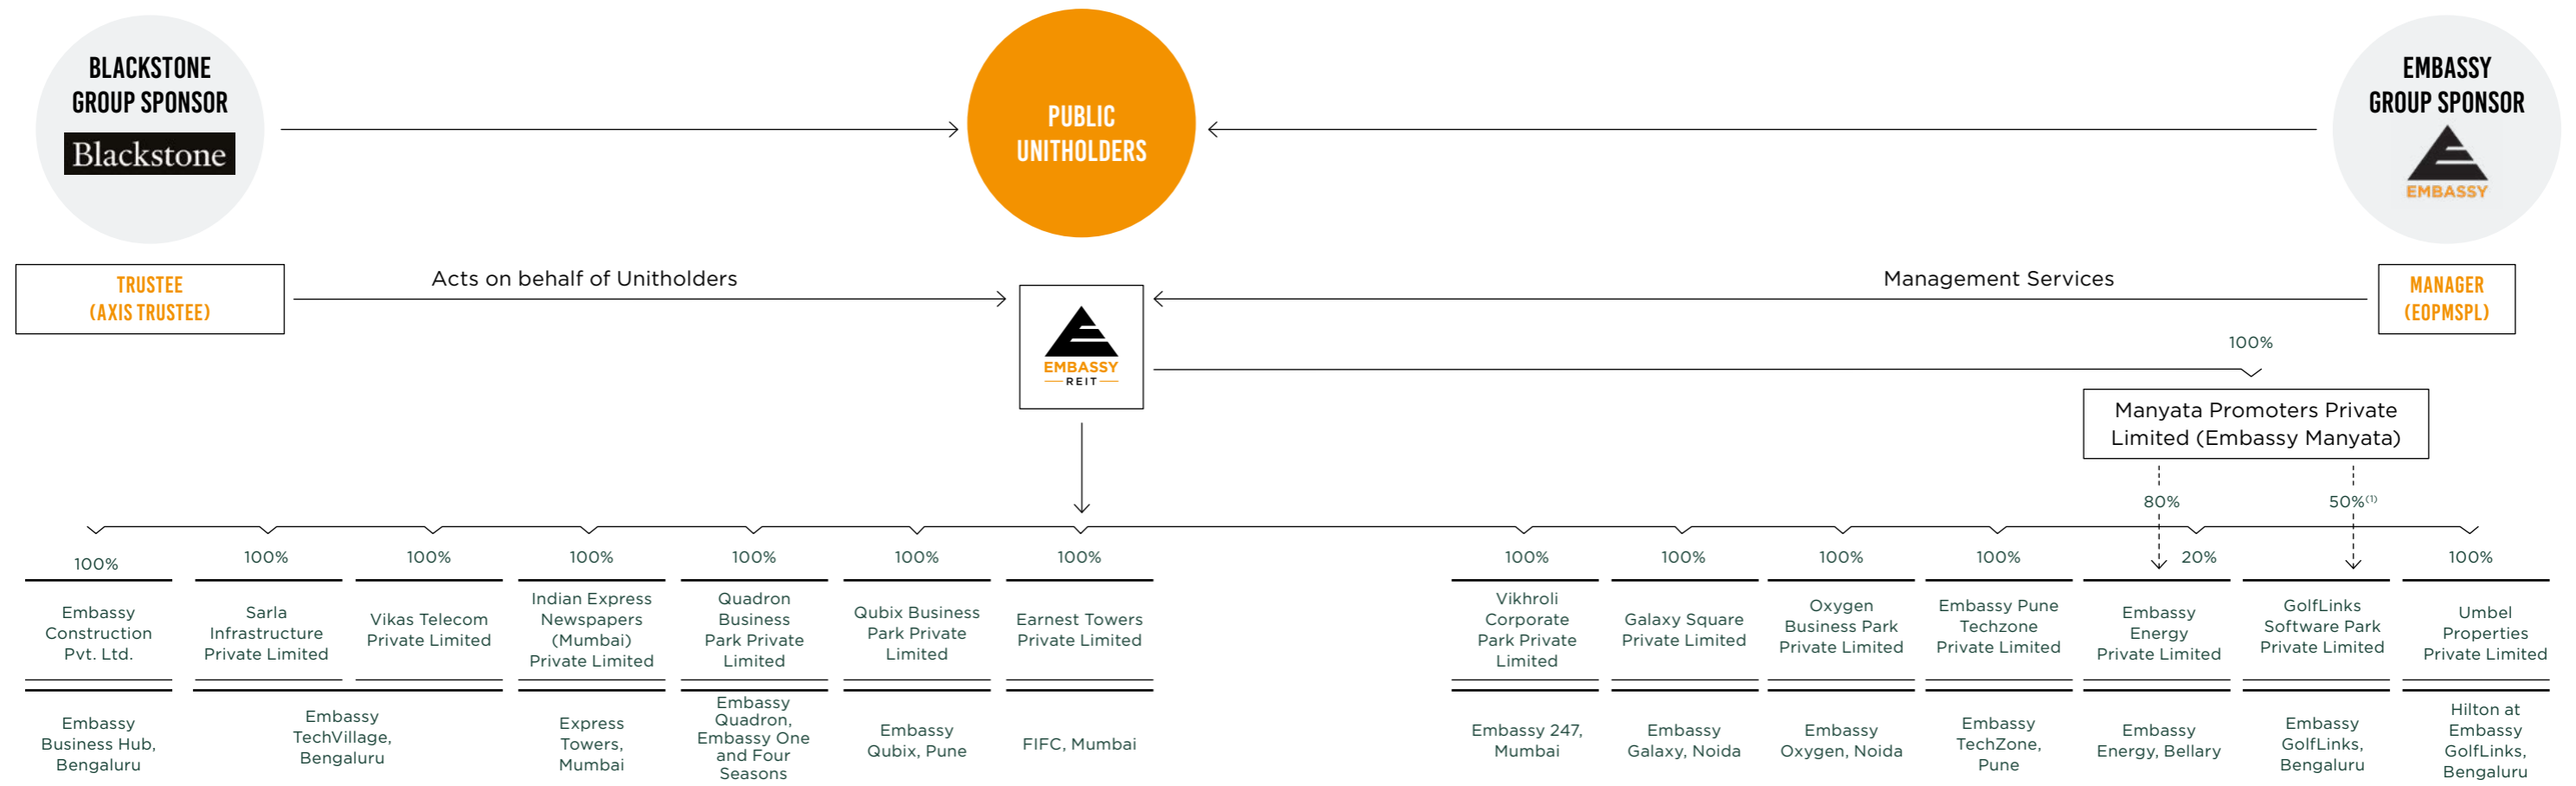 BLACKSTONE
GROUP SPONSOR
Blackstone
PUBLIC
UNITHOLDERS
EMBASSY
GROUP SPONSOR
EMBASSY
TRUSTEE
(AXIS TRUSTEE)
Acts on behalf of Unitholders
EMBASSY
REIT
Management Services
MANAGER
(EOPMSPL)
100%
Manyata Promoters Private
Limited (Embassy Manyata)
80%
50%(1)
100%
100%
100%
100%
100%
100%
100%
100%
100%
100%
100%
20%
100%
Embassy
Construction
Pvt. Ltd.
Sarla
Infrastructure
Private Limited
Vikas Telecom
Private Limited
Indian Express
Newspapers
(Mumbai)
Private Limited
Quadron
Business
Park Private
Limited
Qubix Business
Park Private
Limited
Earnest Towers
Private Limited
Vikhroli
Corporate
Park Private
Limited
Galaxy Square
Private Limited
Oxygen
Business Park
Private Limited
Embassy Pune
Techzone
Private Limited
Embassy
Energy
Private Limited
GolfLinks
Software Park
Private Limited
Umbel
Properties
Private Limited
Embassy
Business Hub,
Bengaluru
Embassy
TechVillage,
Bengaluru
Express
Towers,
Mumbai
Embassy
Quadron,
Embassy One
and Four
Seasons
Embassy
Qubix, Pune
FIFC, Mumbai
Embassy 247,
Mumbai
Embassy
Galaxy, Noida
Embassy
Oxygen, Noida
Embassy
TechZone,
Pune
Embassy
Energy, Bellary
Embassy
GolfLinks,
Bengaluru
Hilton at
Embassy
GolfLinks,
Bengaluru